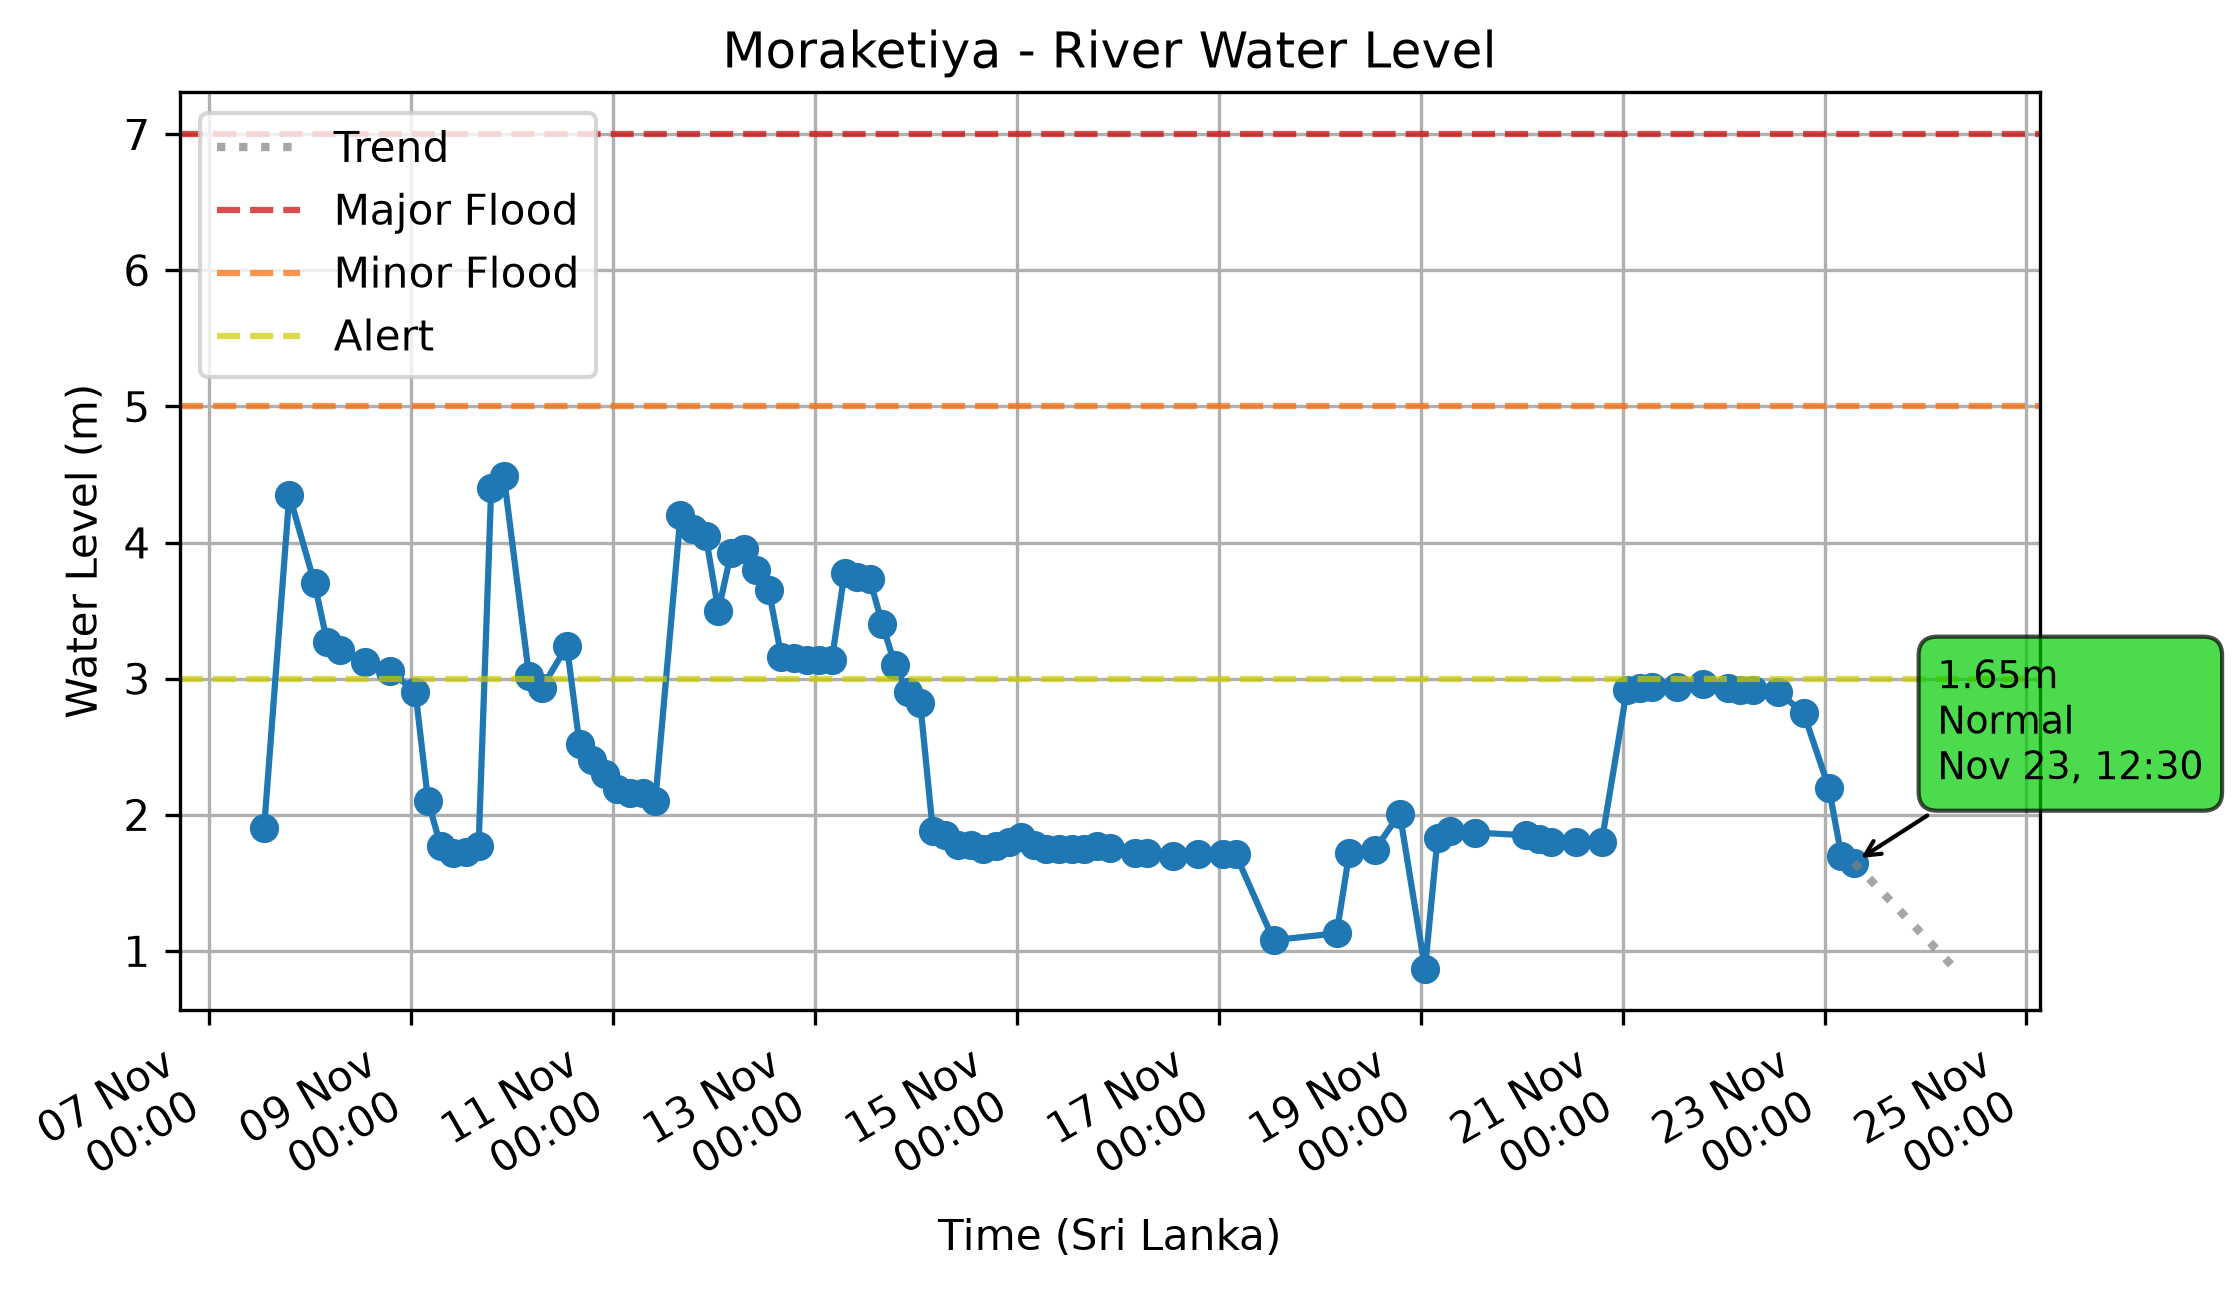 Moraketiya - River Water Level
Trend
Major Flood
Minor Flood
Alert
Water Level (m)
7
6
5
4
3
2
1
1.65m
Normal
Nov 23, 12:30
07 Nov
00:00
09 Nov
00:00
11 Nov
00:00
13 Nov
00:00
15 Nov
00:00
17 Nov
00:00
19 Nov
00:00
21 Nov
00:00
23 Nov
00:00
25 Nov
00:00
Time (Sri Lanka)